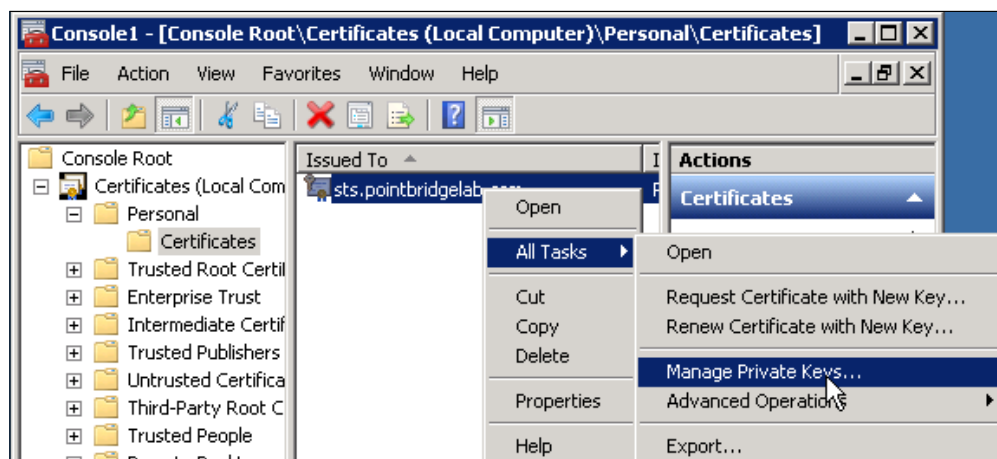 Console1 - [Console Root\Certificates (Local Computer)\Personal\Certificates]
File Action View Favorites Window Help
Console Root
Certificates (Local Com
Personal
Certificates
Trusted Root Certil
Enterprise Trust
Intermediate Certif
Trusted Publishers
Untrusted Certifica
Third-Party Root C
Trusted People
Issued To
sts.pointbridgelab
Actions
Certificates
Open
All Tasks
Cut
Copy
Delete
Properties
Help
Open
Request Certificate with New Key...
Renew Certificate with New Key...
Manage Private Keys...
Advanced Operations
Export...